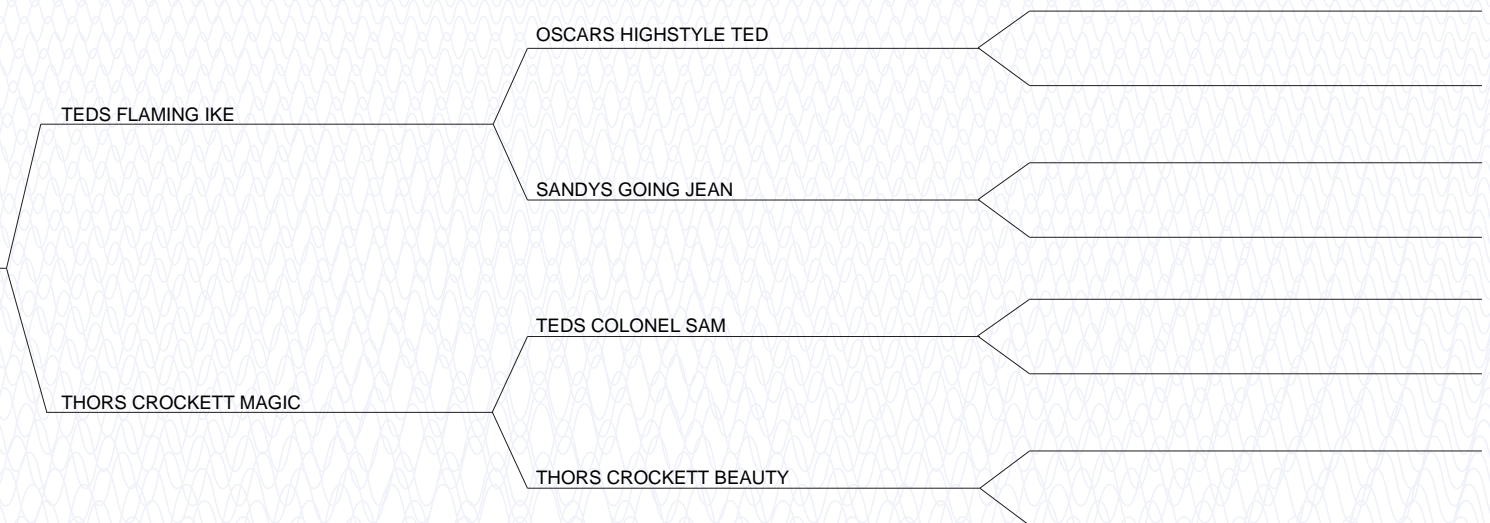 OSCARS HIGHSTYLE TED
TEDS FLAMING IKE
SANDYS GOING JEAN
TEDS COLONEL SAM
THORS CROCKETT MAGIC
THORS CROCKETT BEAUTY